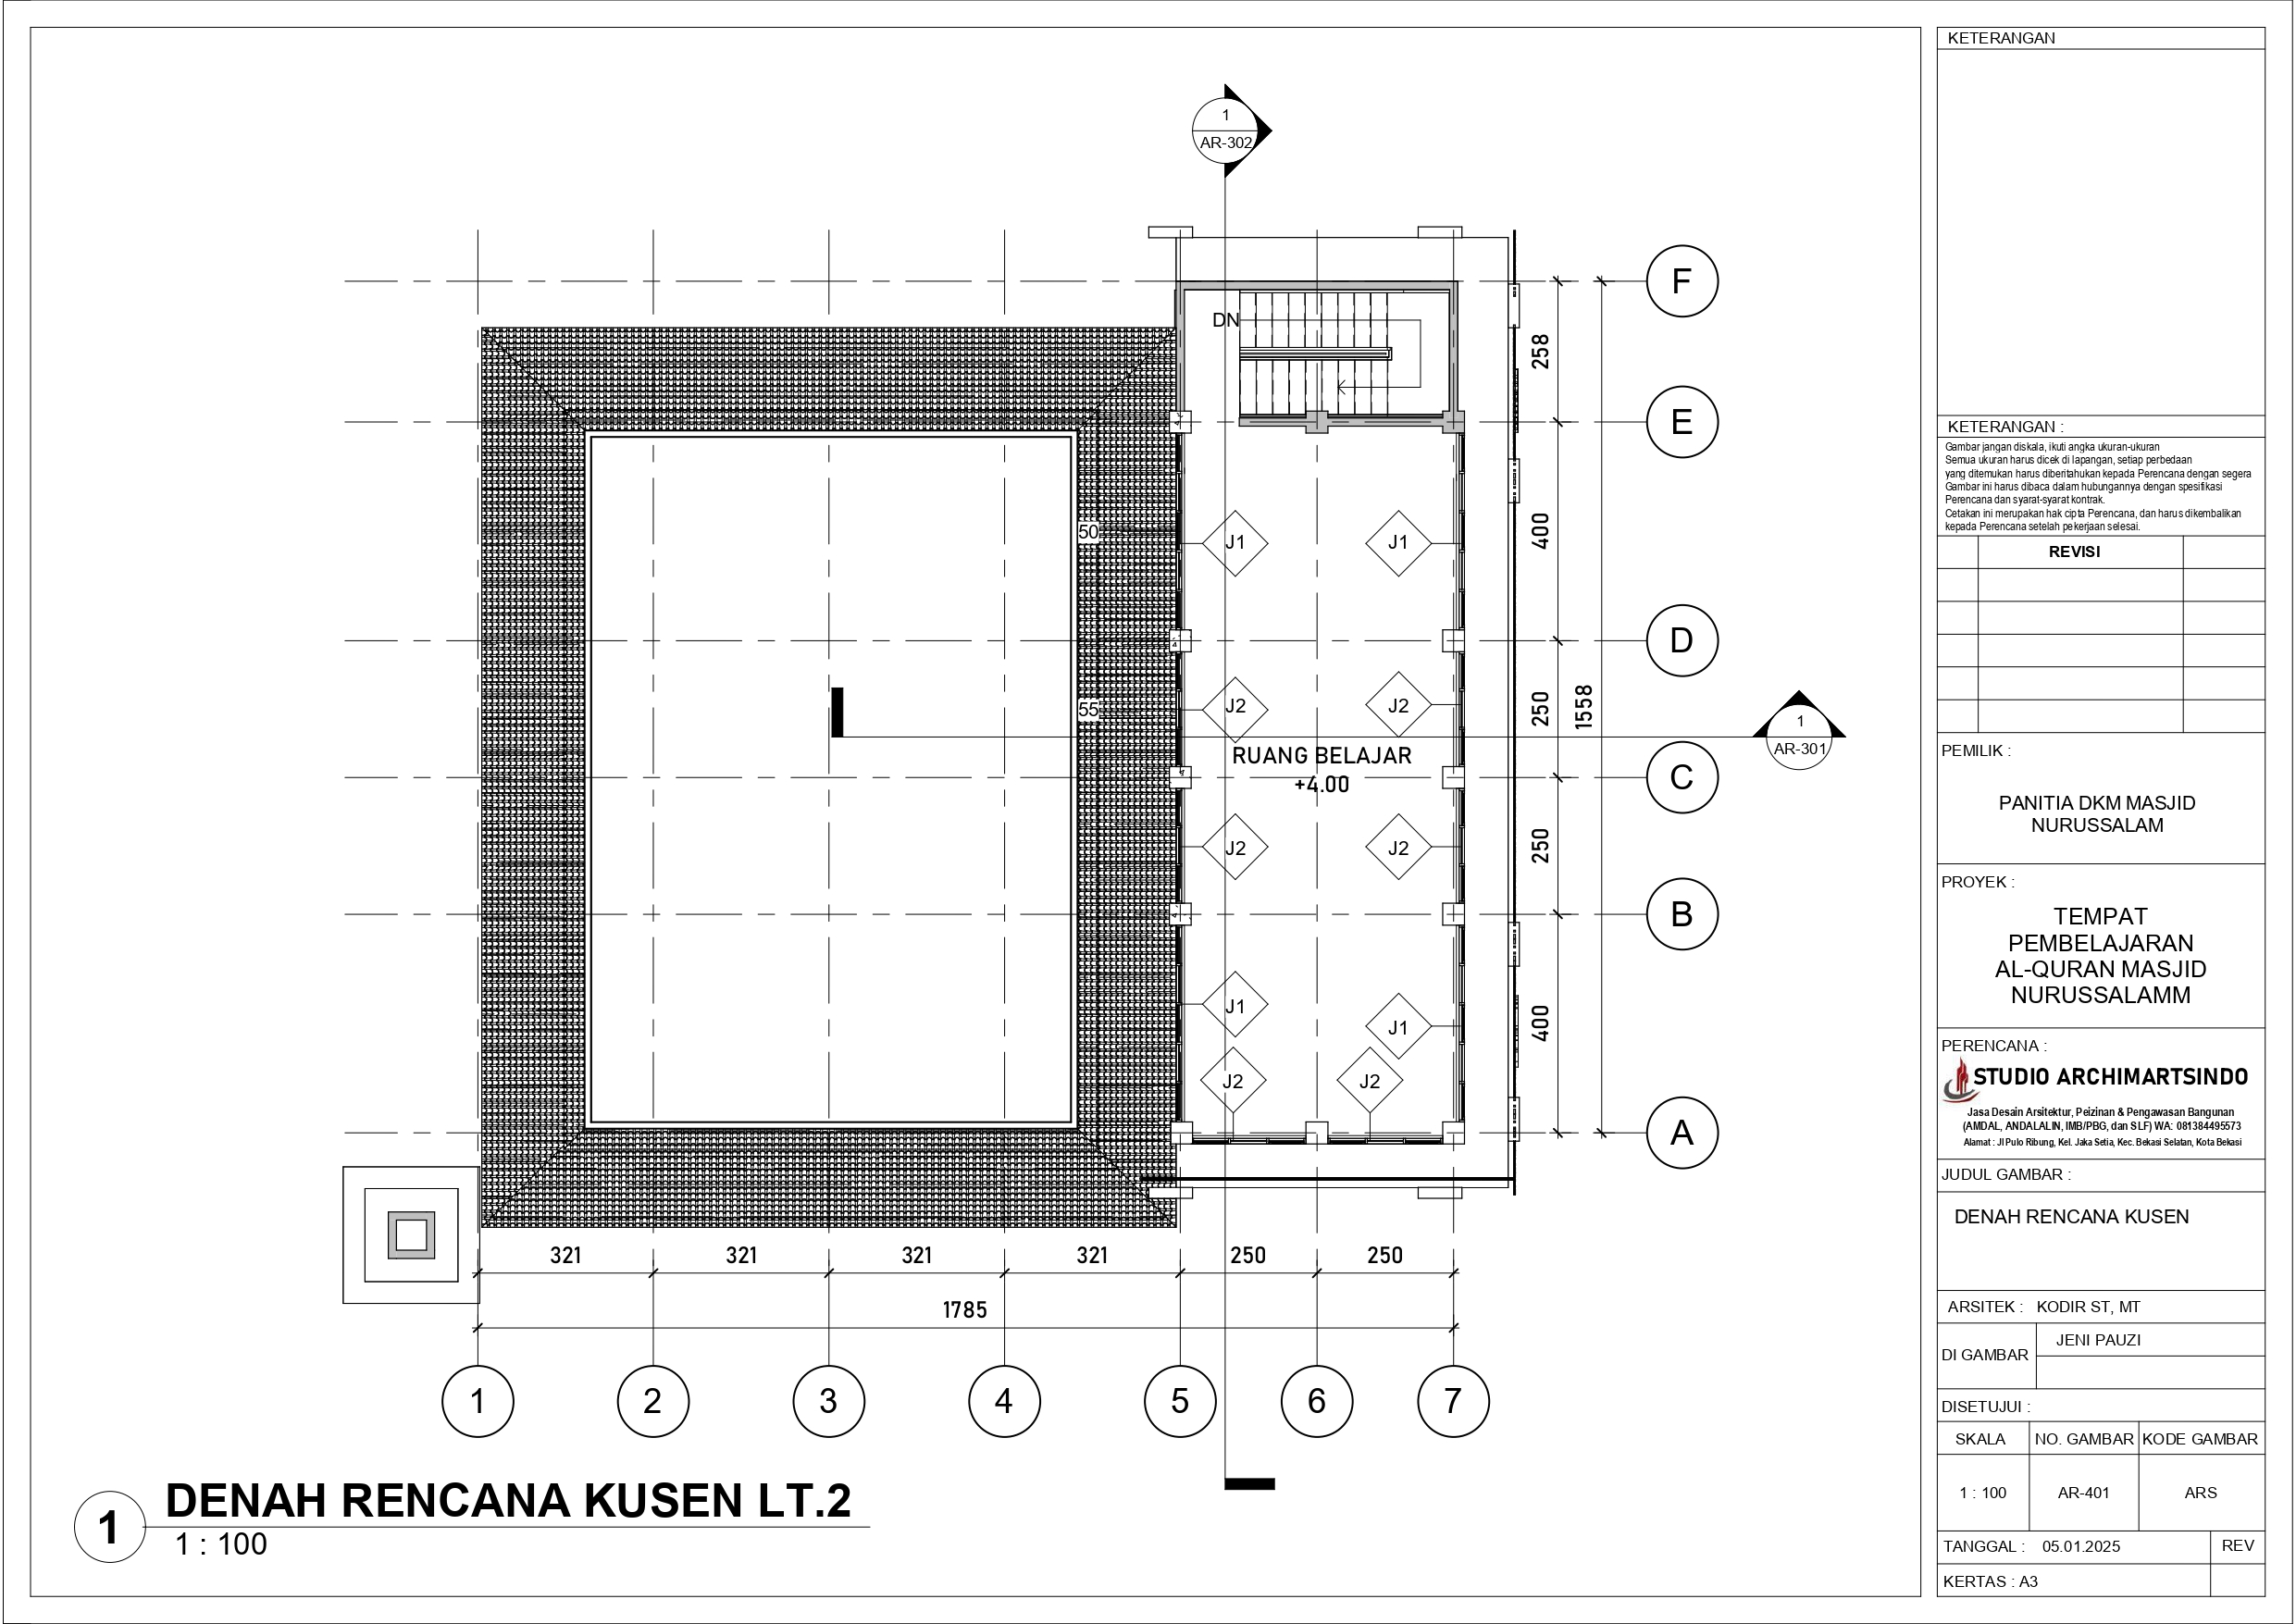 1
AR-302
F
E
D
C
B
A
258
400
250
250
400
1558
DN
50
55
J1
J1
J2
J2
RUANG BELAJAR
+4.00
J2
J2
J1
J1
J2
J2
1
AR-301
321
321
321
321
250
250
1785
1
2
3
4
5
6
7
1
DENAH RENCANA KUSEN LT.2
1 : 100
KETERANGAN
KETERANGAN :
Gambar jangan diskala, ikuti angka ukuran-ukuran
Semua ukuran harus dicek di lapangan, setiap perbedaan
yang ditemukan harus diberitahukan kepada Perencana dengan segera
Gambar ini harus dibaca dalam hubungannya dengan spesifikasi
Perencana dan syarat-syarat kontrak.
Cetakan ini merupakan hak cipta Perencana, dan harus dikembalikan
kepada Perencana setelah pekerjaan selesai.
REVISI
PEMILIK :
PANITIA DKM MASJID
NURUSSALAM
PROYEK :
TEMPAT
PEMBELAJARAN
AL-QURAN MASJID
NURUSSALAMM
PERENCANA :
STUDIO ARCHIMARTSINDO
Jasa Desain Arsitektur, Peizinan & Pengawasan Bangunan
(AMDAL, ANDALALIN, IMB/PBG, dan SLF) WA: 081384495573
Alamat : Jl Pulo Ribung, Kel. Jaka Setia, Kec. Bekasi Selatan, Kota Bekasi
JUDUL GAMBAR :
DENAH RENCANA KUSEN
ARSITEK : KODIR ST, MT
DI GAMBAR
JENI PAUZI
DISETUJUI :
SKALA
NO. GAMBAR
KODE GAMBAR
1 : 100
AR-401
ARS
TANGGAL : 05.01.2025
REV
KERTAS : A3